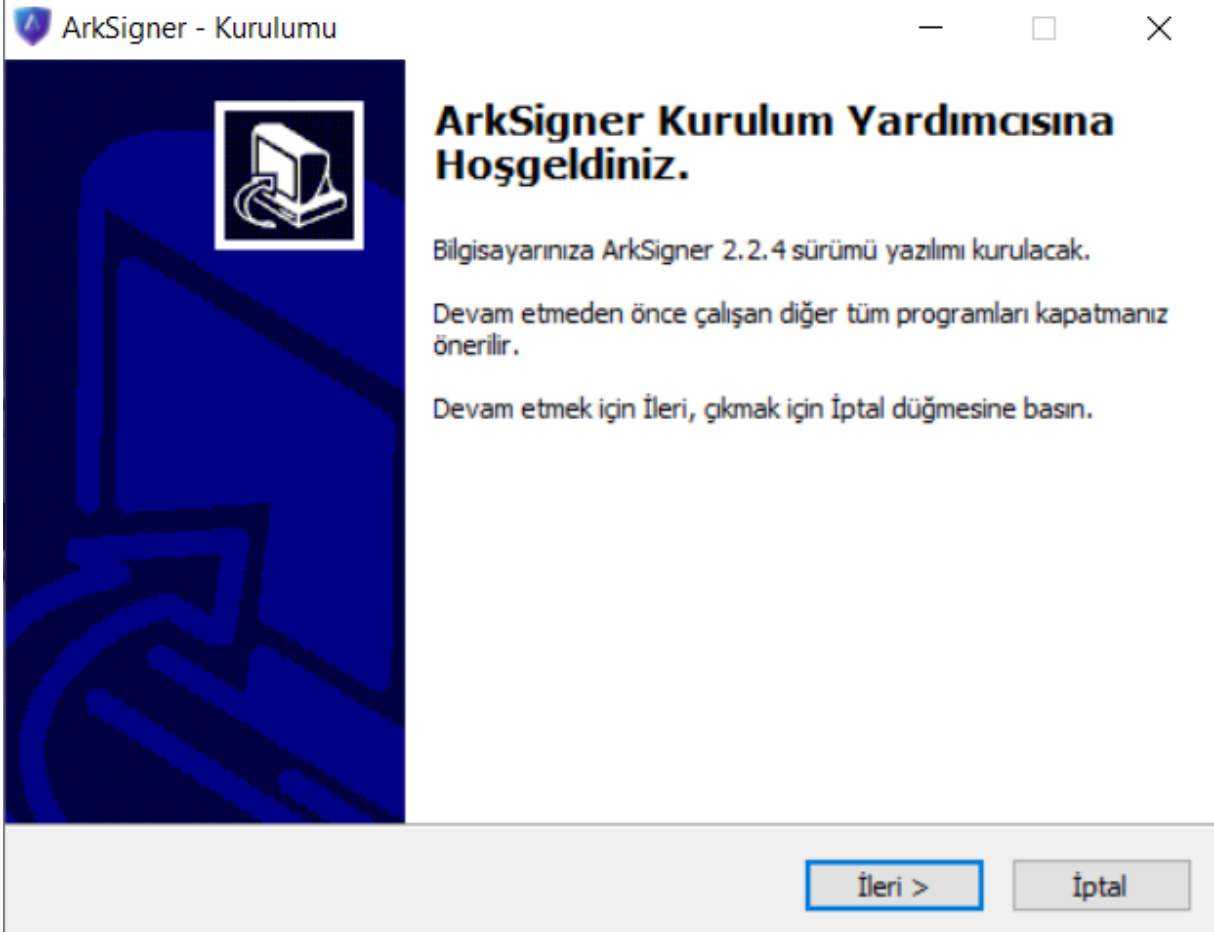 ArkSigner - Kurulumu
ArkSigner Kurulum Yardımcısına
Hoşgeldiniz.
Bilgisayarınıza ArkSigner 2.2.4 sürümü yazılımı kurulacak.
Devam etmeden önce çalışan diğer tüm programları kapatmanız
önerilir.
Devam etmek için İleri, çıkmak için İptal düğmesine basın.
İleri >
İptal